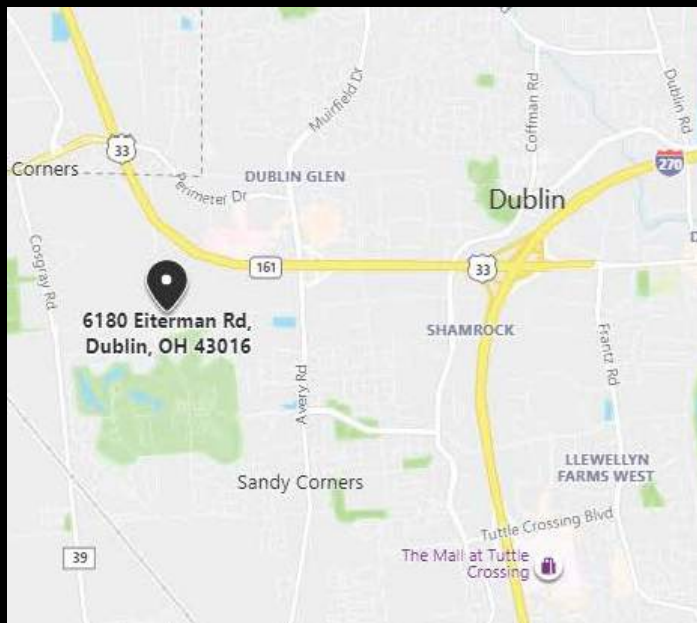 Muirfield Dr
Coffman Rd
Dublin Rd
33
270
Corners
DUBLIN GLEN
Perimeter Dr
Dublin
Cosgray Rd
161
33
D
6180 Eiterman Rd,
Dublin, OH 43016
SHAMROCK
Frantz Rd
Avery Rd
LLEWELLYN
FARMS WEST
Sandy Corners
Tuttle Crossing Blvd
39
The Mall at Tuttle
Crossing